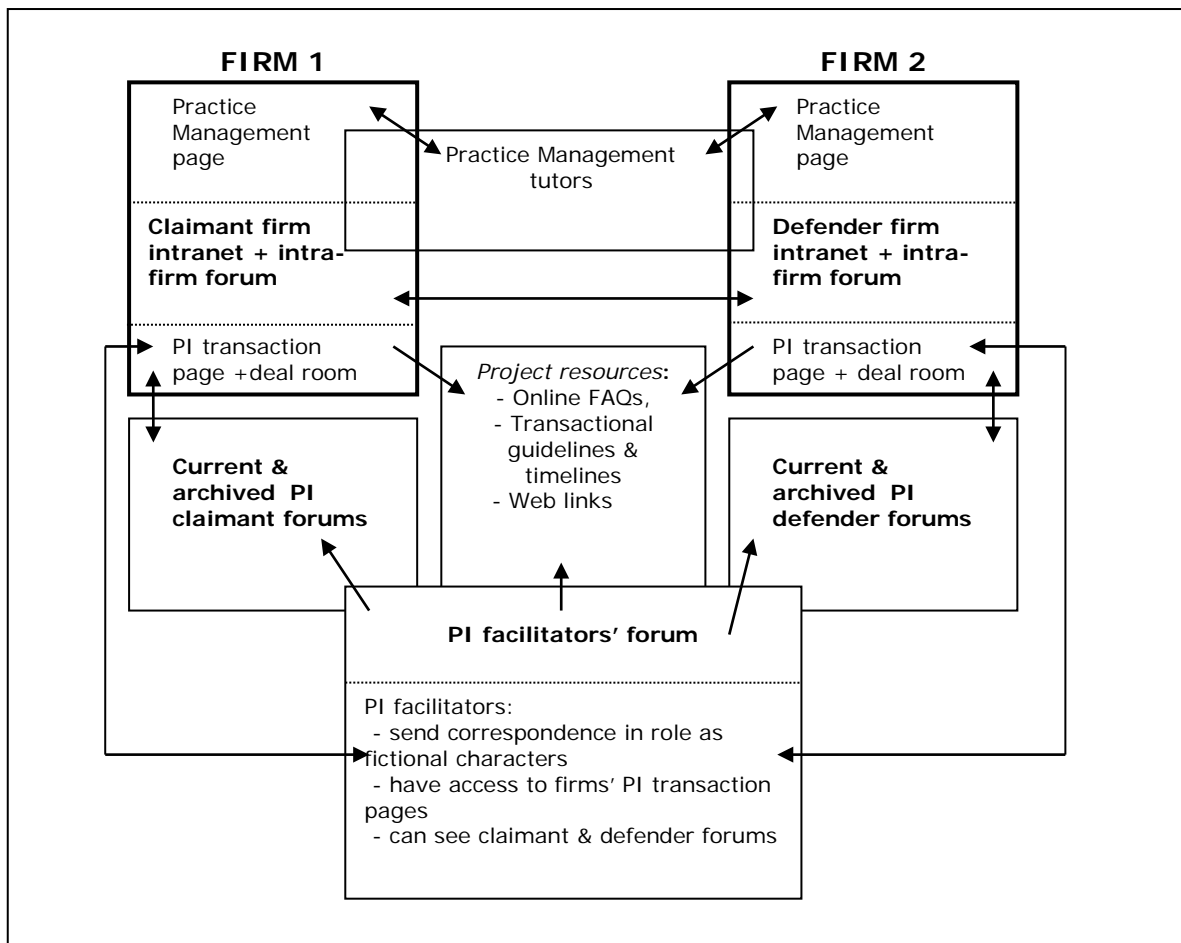 FIRM 1
FIRM 2
Practice
Management
page
Practice Management
tutors
Practice
Management
page
Claimant firm
intranet + intra-
firm forum
Defender firm
intranet + intra-
firm forum
PI transaction
page +deal room
Project resources:
- Online FAQs,
- Transactional
guidelines &
timelines
- Web links
PI transaction
page + deal room
Current &
archived PI
claimant forums
Current &
archived PI
defender forums
PI facilitators’ forum
PI facilitators:
- send correspondence in role as
fictional characters
- have access to firms’ PI transaction
pages
- can see claimant & defender forums